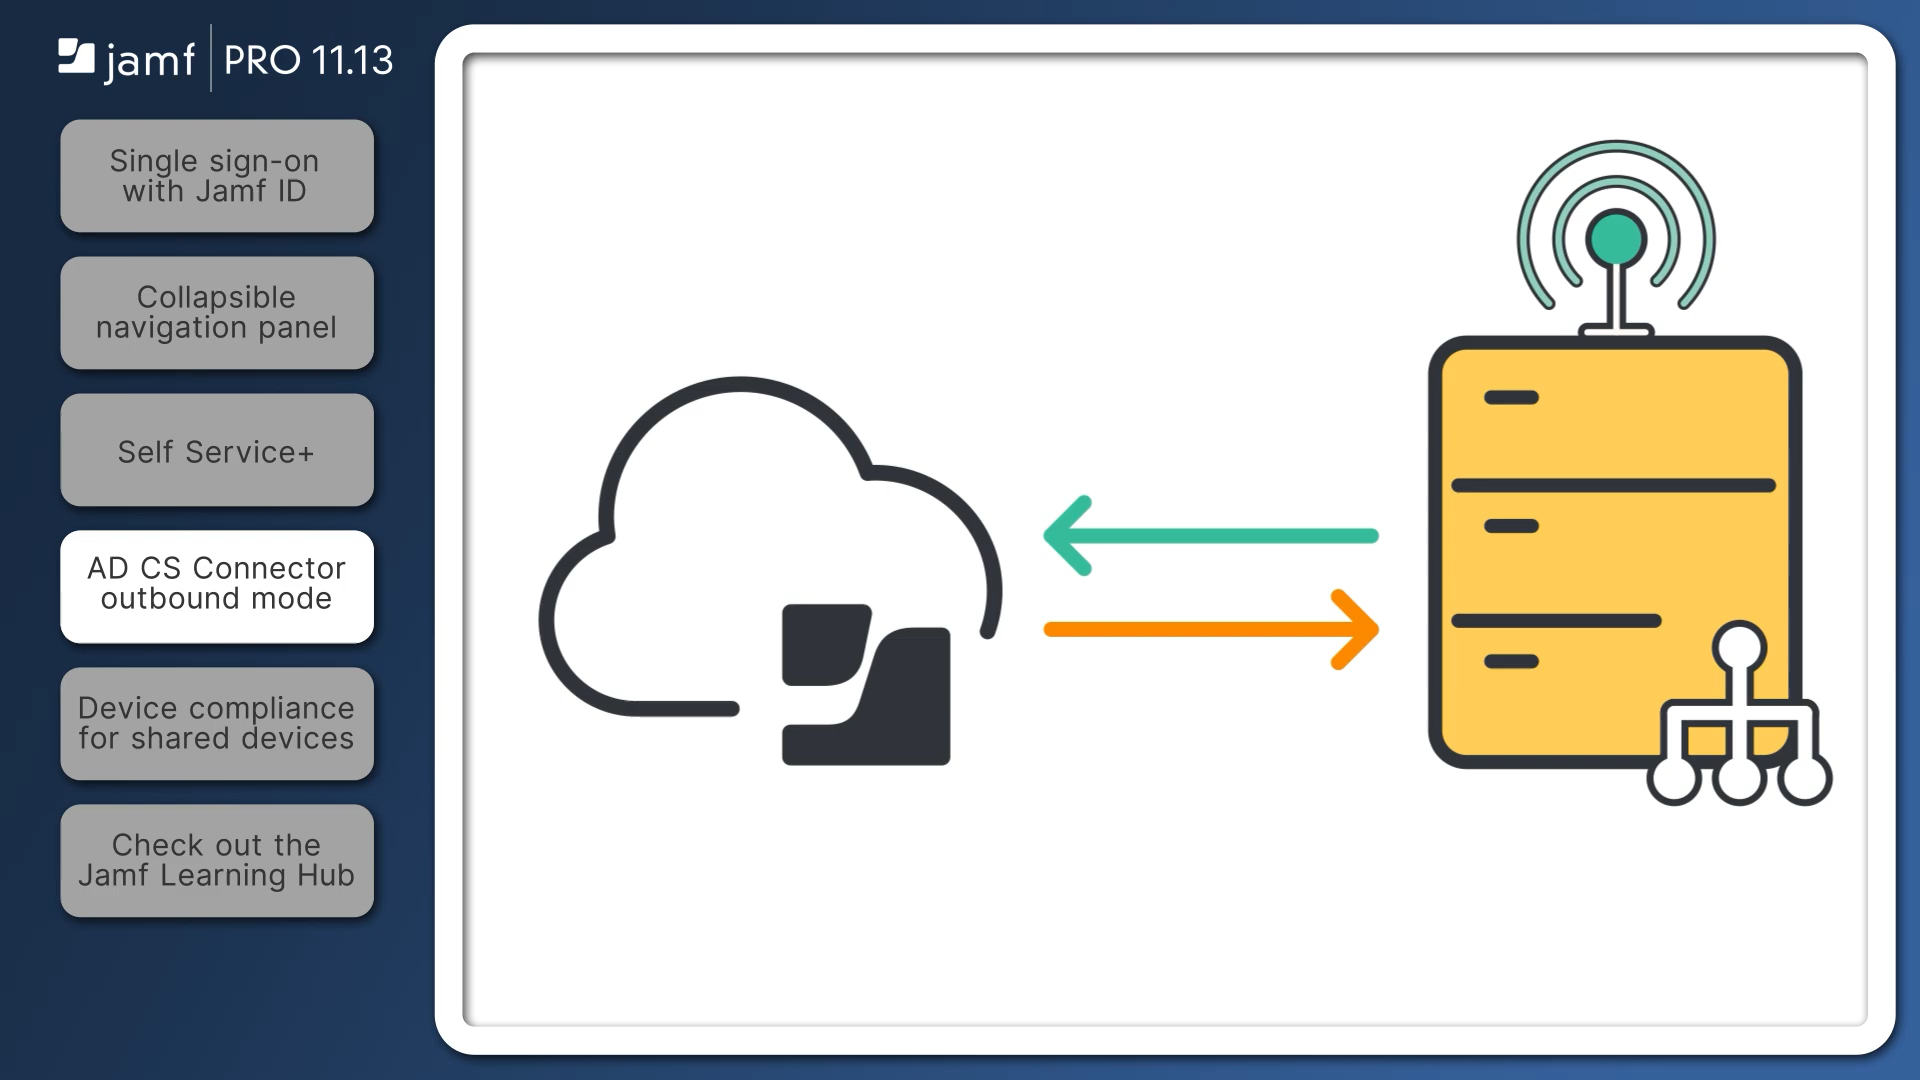 jamf PRO 11.13
Single sign-on
with Jamf ID
Collapsible
navigation panel
Self Service+
AD CS Connector
outbound mode
Device compliance
for shared devices
Check out the
Jamf Learning Hub